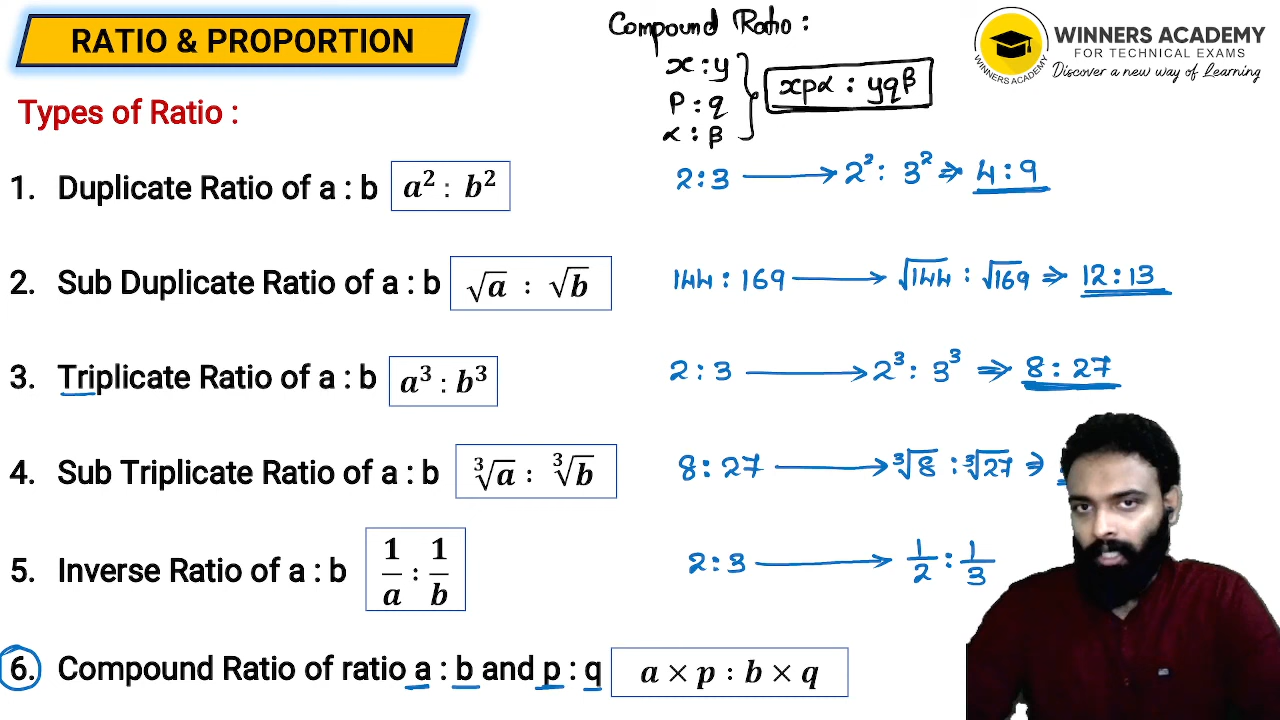 RATIO & PROPORTION
Compound Ratio :
x : y
p : q
α : β
xpα : yqβ
WINNERS ACADEMY
FOR TECHNICAL EXAMS
Discover a new way of Learning
WINNERS ACADEMY
Types of Ratio :
1. Duplicate Ratio of a : b a² : b²
2 : 3 → 2² : 3² ⇒ 4 : 9
2. Sub Duplicate Ratio of a : b √a : √b
144 : 169 → √144 : √169 ⇒ 12 : 13
3. Triplicate Ratio of a : b a³ : b³
2 : 3 → 2³ : 3³ ⇒ 8 : 27
4. Sub Triplicate Ratio of a : b ∛a : ∛b
8 : 27 → ∛8 : ∛27 ⇒
5. Inverse Ratio of a : b 1/a : 1/b
2 : 3 → 1/2 : 1/3
6. Compound Ratio of ratio a : b and p : q a × p : b × q